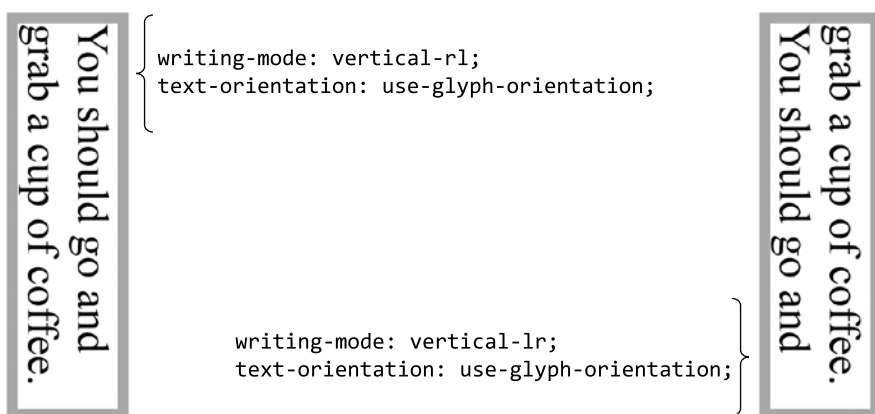 You should go and
grab a cup of coffee.
writing-mode: vertical-rl;
text-orientation: use-glyph-orientation;
writing-mode: vertical-lr;
text-orientation: use-glyph-orientation;
You should go and
grab a cup of coffee.